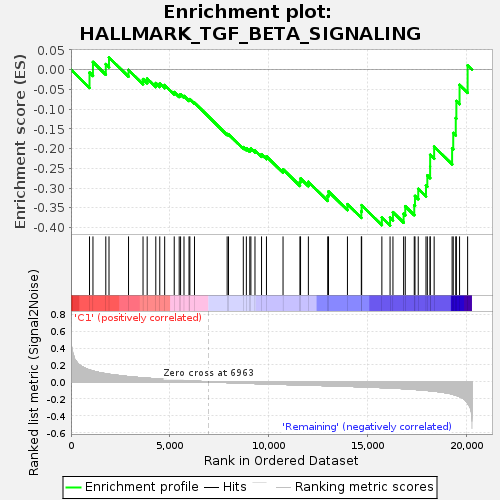 Enrichment plot:
HALLMARK_TGF_BETA_SIGNALING
Enrichment score (ES)
0.05
0.00
-0.05
-0.10
-0.15
-0.20
-0.25
-0.30
-0.35
-0.40
Ranked list metric (Signal2Noise)
'C1' (positively correlated)
0.8
0.6
0.4
0.2
0.0
-0.2
-0.4
-0.6
Zero cross at 6963
'Remaining' (negatively correlated)
0
5,000
10,000
15,000
20,000
Rank in Ordered Dataset
Enrichment profile
Hits
Ranking metric scores